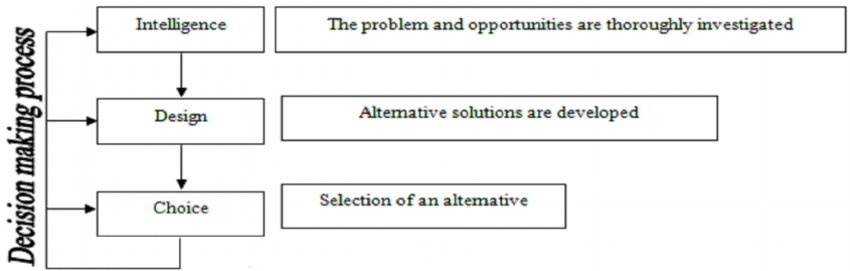 Decision making process
Intelligence
The problem and opportunities are thoroughly investigated
Design
Alternative solutions are developed
Choice
Selection of an alternative